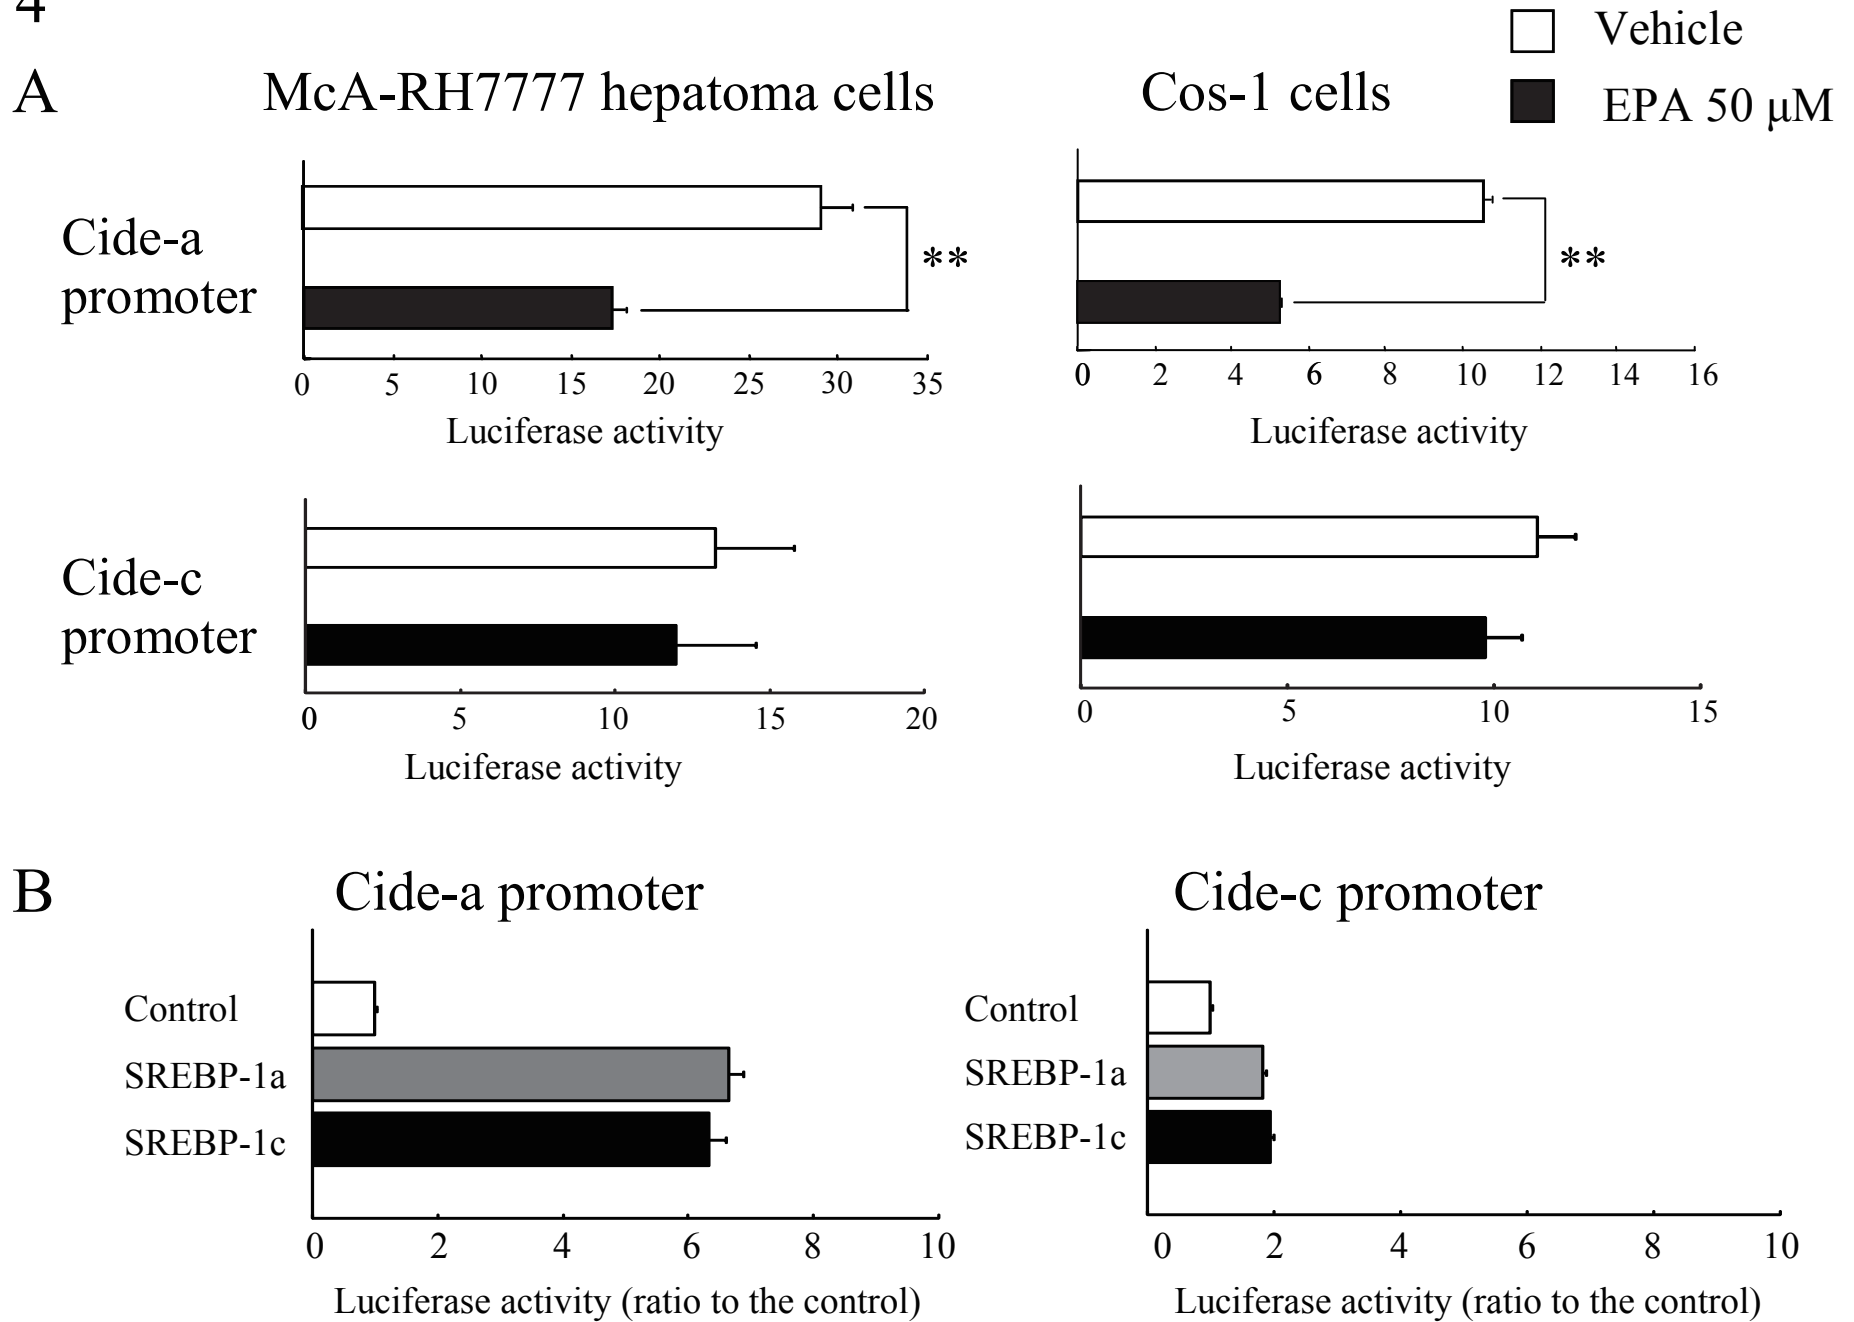 4
Vehicle
EPA 50 μM
A
McA-RH7777 hepatoma cells
Cos-1 cells
Cide-a
promoter
**
**
0 5 10 15 20 25 30 35
0 2 4 6 8 10 12 14 16
Luciferase activity
Luciferase activity
Cide-c
promoter
0 5 10 15 20
0 5 10 15
Luciferase activity
Luciferase activity
B
Cide-a promoter
Cide-c promoter
Control
SREBP-1a
SREBP-1c
0 2 4 6 8 10
Luciferase activity (ratio to the control)
Control
SREBP-1a
SREBP-1c
0 2 4 6 8 10
Luciferase activity (ratio to the control)